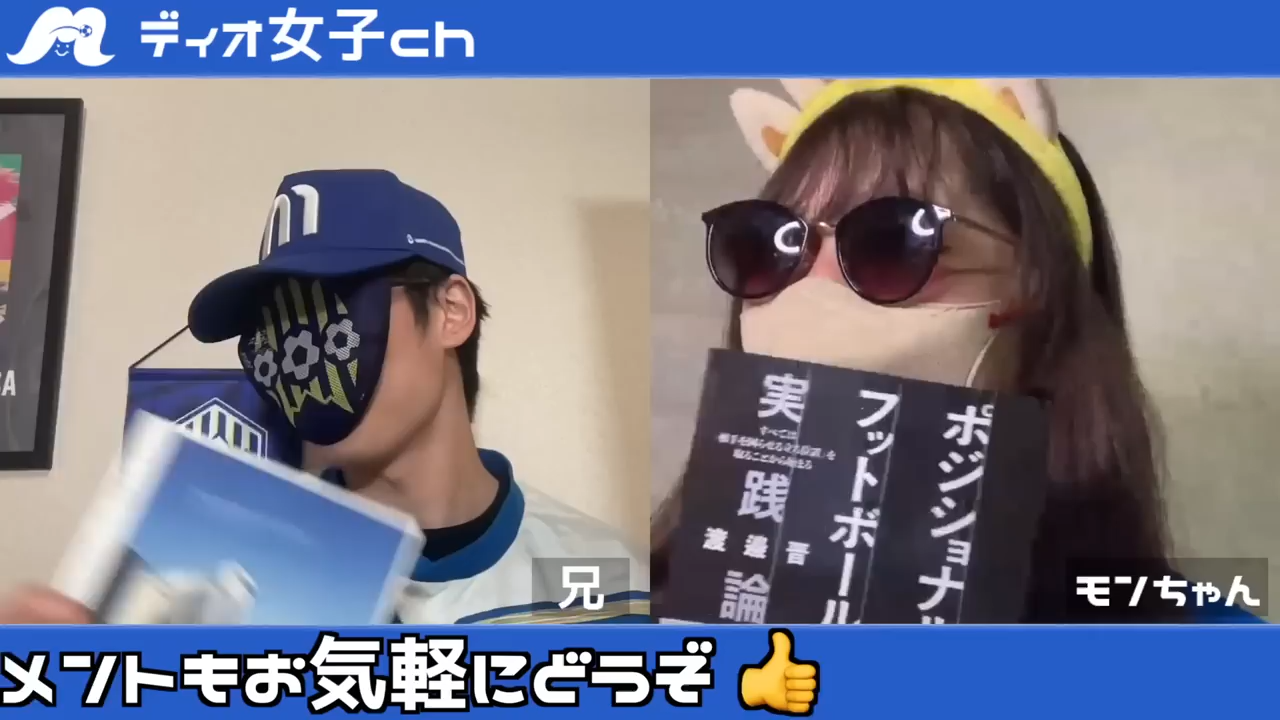 ディオ女子ch
ポジショナル
フットボール
実践論
すべては
「相手を困らせる立ち位置」を
取ることから始まる
渡邉晋
兄
モンちゃん
メントもお気軽にどうぞ👍